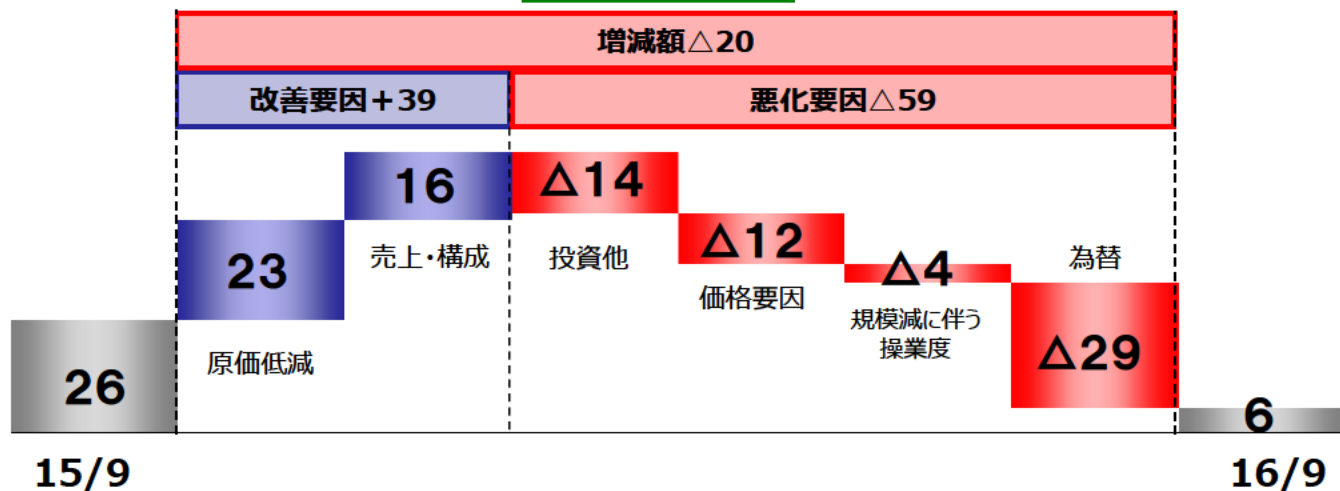 増減額△20
改善要因＋39
悪化要因△59
16
△14
23
売上・構成
投資他
△12
△4
為替
価格要因
規模減に伴う
操業度
原価低減
26
△29
6
15/9
16/9